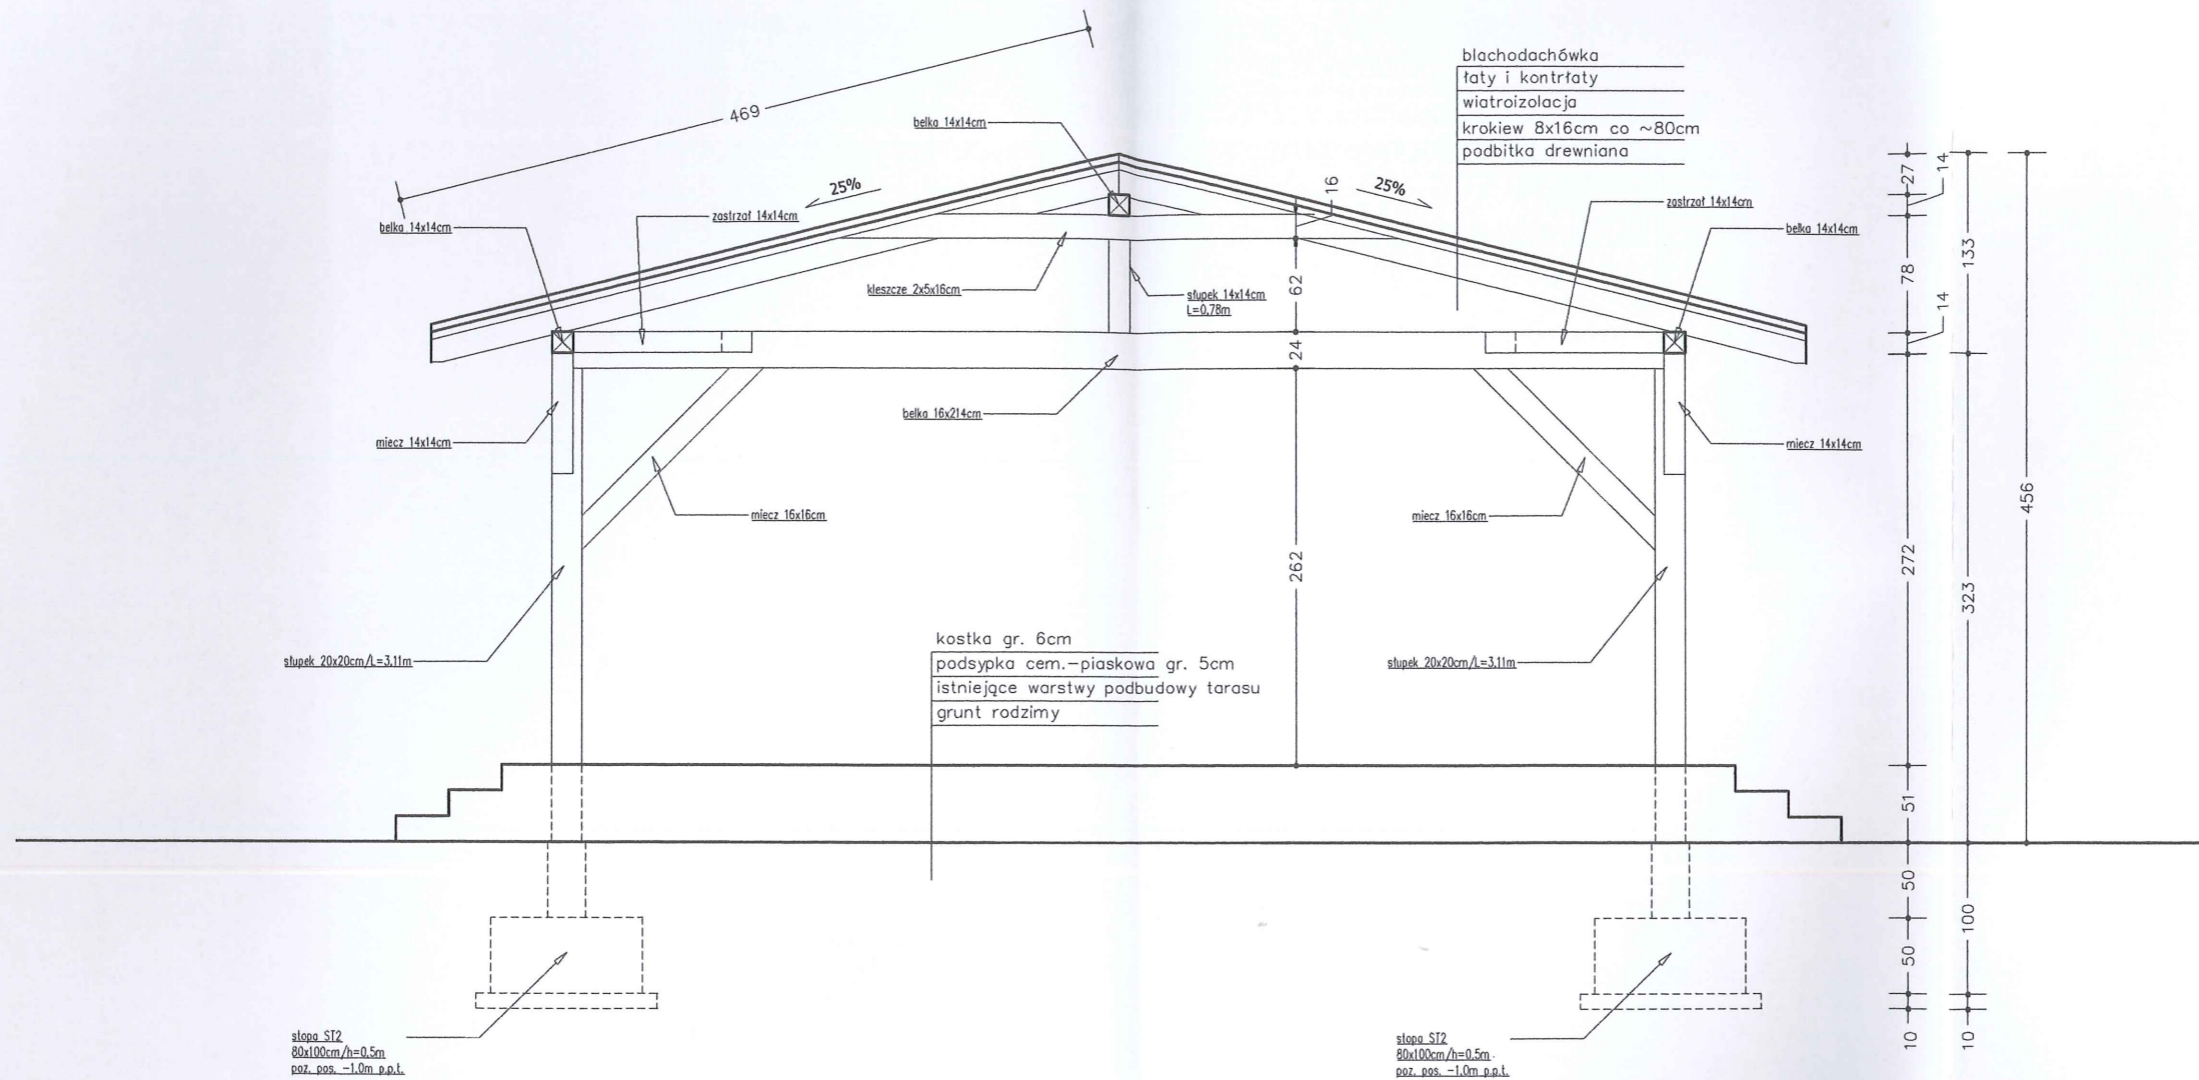 469
25%
25%
belka 14x14cm
blachodachówka
łaty i kontrłaty
wiatroizolacja
krokiew 8x16cm co ~80cm
podbitka drewniana
16
27
14
zastrzał 14x14cm
zastrzał 14x14cm
belka 14x14cm
belka 14x14cm
133
78
14
kleszcze 2x5x16cm
słupek 14x14cm
L=0,78m
62
24
belka 16x214cm
miecz 14x14cm
miecz 14x14cm
456
miecz 16x16cm
miecz 16x16cm
262
272
323
słupek 20x20cm/L=3,11m
słupek 20x20cm/L=3,11m
kostka gr. 6cm
podsypka cem.-piaskowa gr. 5cm
istniejące warstwy podbudowy tarasu
grunt rodzimy
51
50
50
100
10
10
stopa ST2
80x100cm/h=0,5m
poz. pos. -1,0m p.p.t.
stopa ST2
80x100cm/h=0,5m
poz. pos. -1,0m p.p.t.